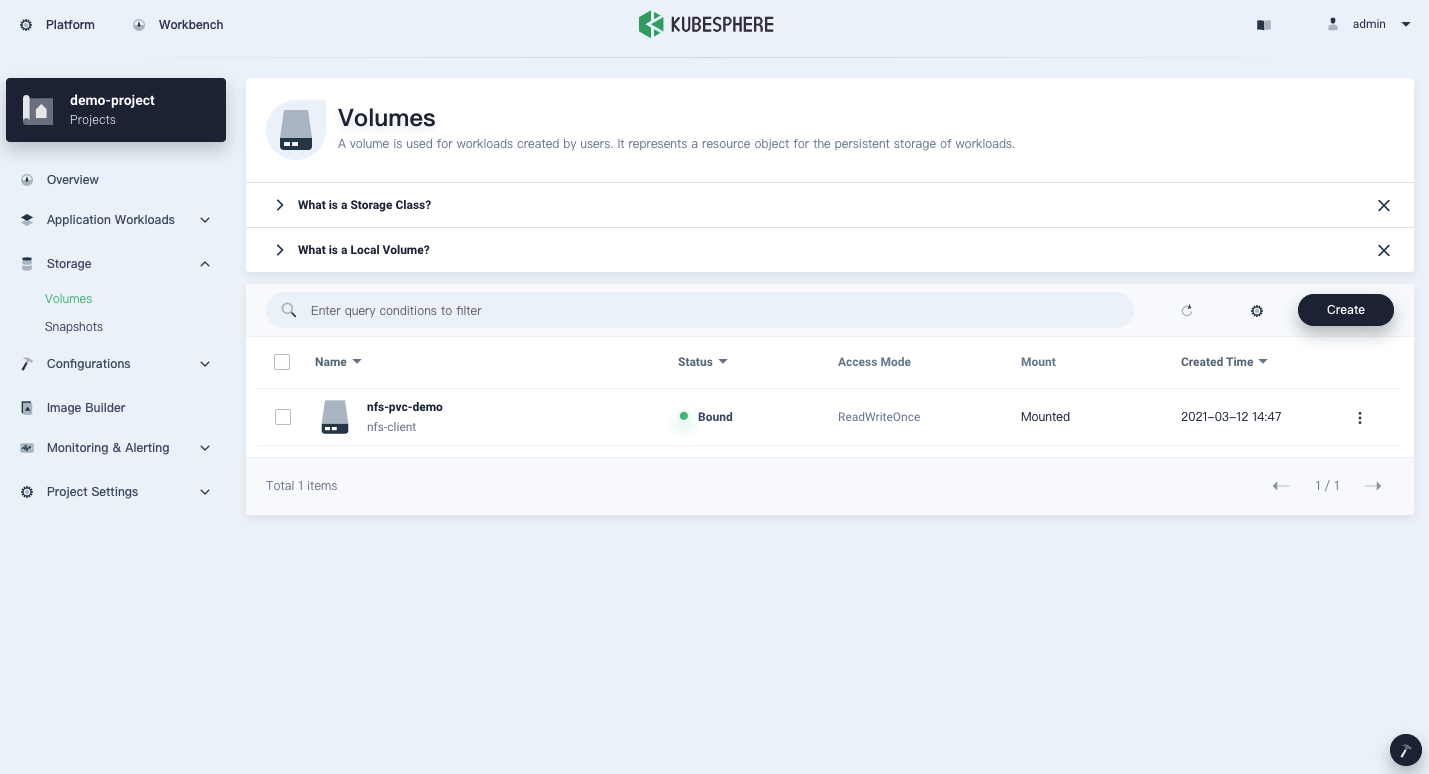 Platform
Workbench
KUBESPHERE
admin
demo-project
Projects
Overview
Application Workloads
Storage
Volumes
Snapshots
Configurations
Image Builder
Monitoring & Alerting
Project Settings
Volumes
A volume is used for workloads created by users. It represents a resource object for the persistent storage of workloads.
What is a Storage Class?
What is a Local Volume?
Enter query conditions to filter
Create
Name Status Access Mode Mount Created Time
nfs-pvc-demo
nfs-client
Bound ReadWriteOnce Mounted 2021-03-12 14:47
Total 1 items
1 / 1